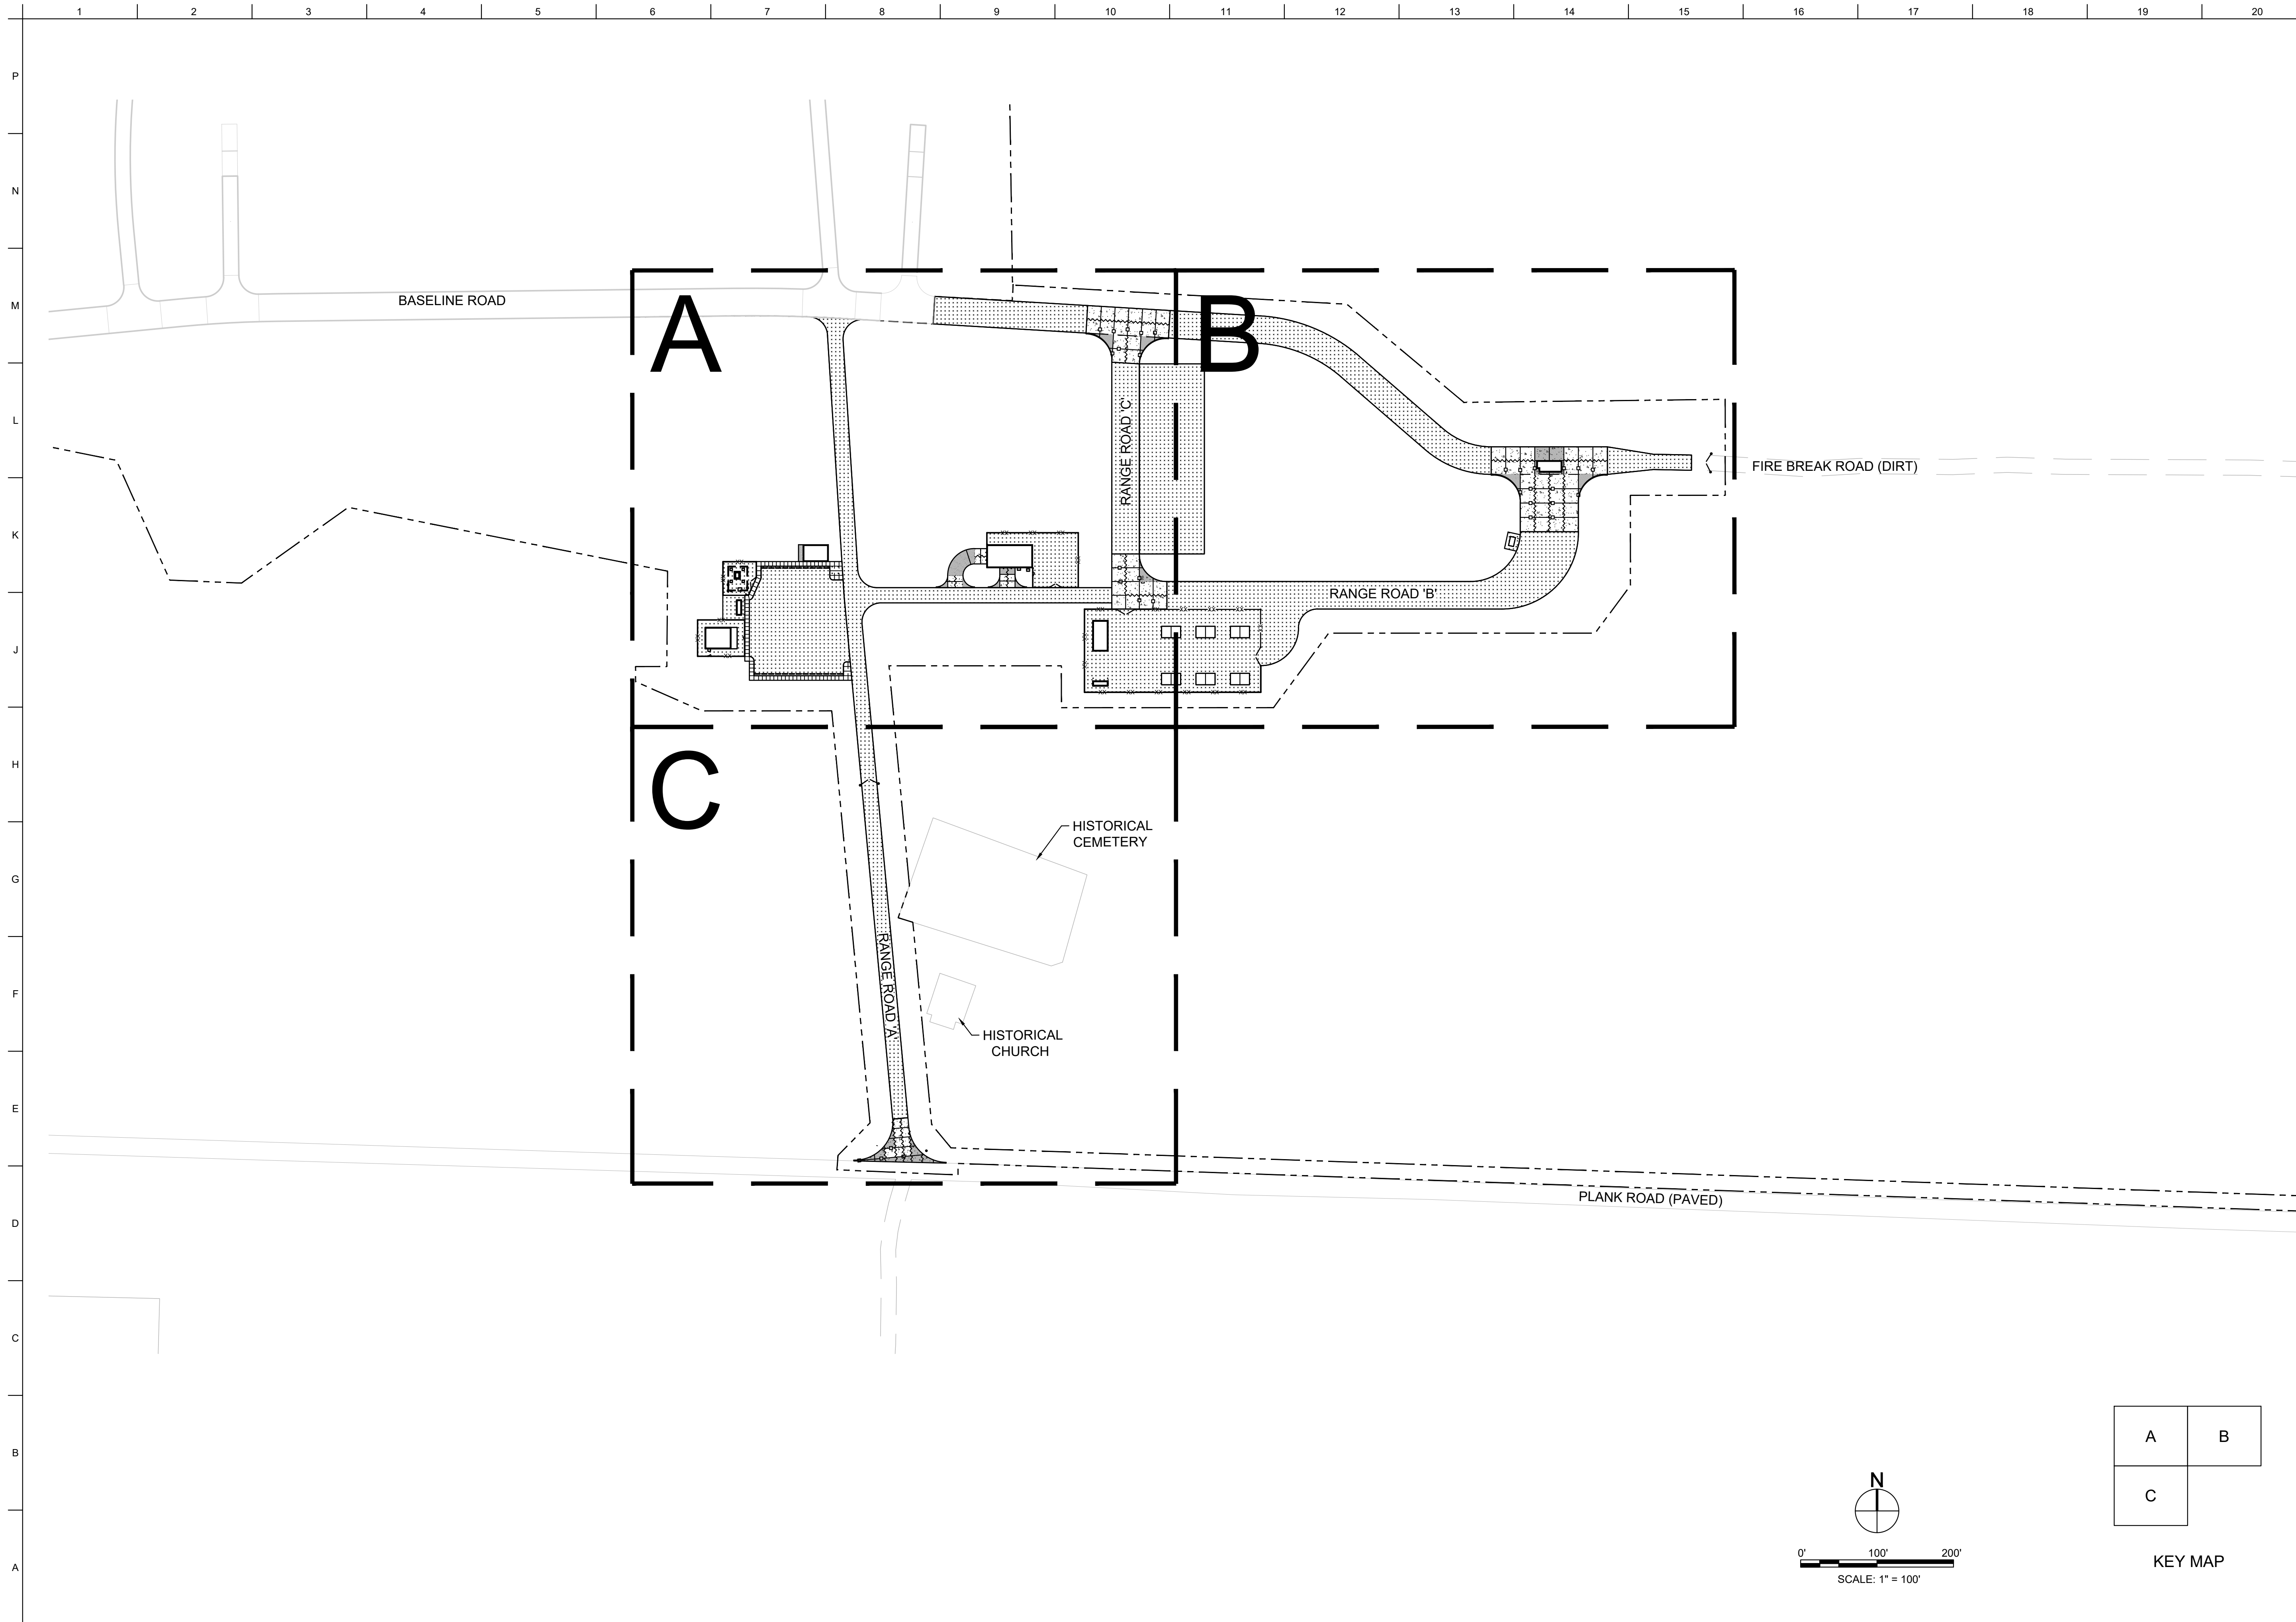 1 2 3 4 5 6 7 8 9 10 11 12 13 14 15 16 17 18 19 20
P
N
M
BASELINE ROAD
A
B
L
RANGE ROAD 'C'
FIRE BREAK ROAD (DIRT)
K
RANGE ROAD 'B'
J
H
C
HISTORICAL
CEMETERY
G
RANGE ROAD 'A'
F
HISTORICAL
CHURCH
E
PLANK ROAD (PAVED)
D
C
B
A B
C
N
0' 100' 200'
SCALE: 1" = 100'
KEY MAP
A